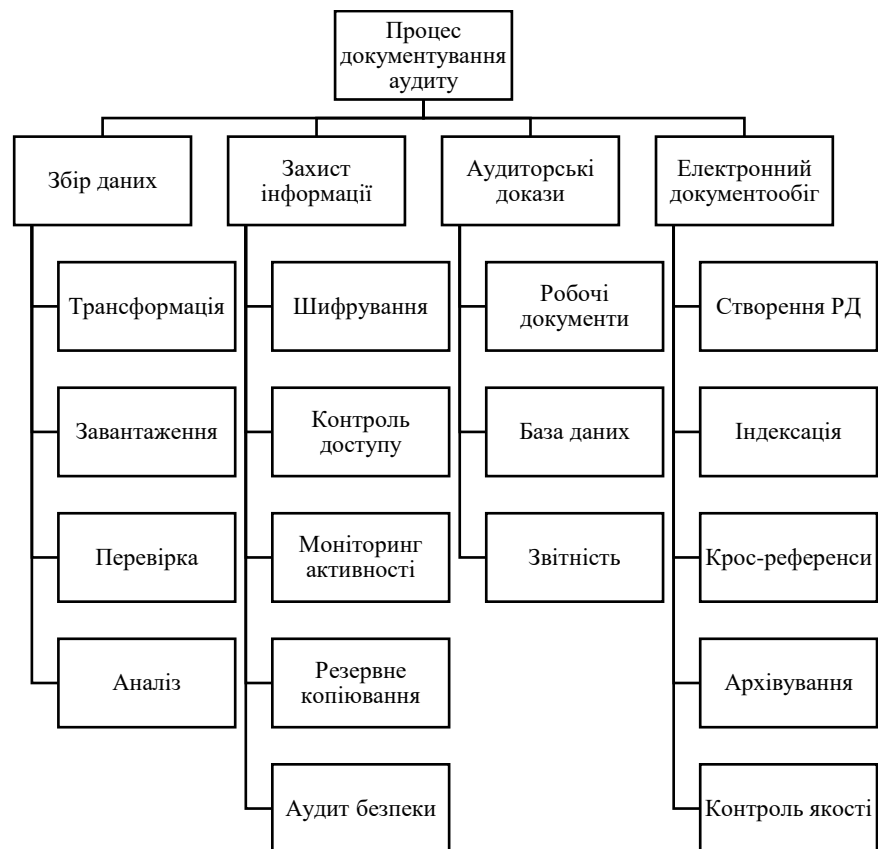 Процес
документування
аудиту
Збір даних
Захист
інформації
Аудиторські
докази
Електронний
документообіг
Трансформація
Завантаження
Перевірка
Аналіз
Шифрування
Контроль
доступу
Моніторинг
активності
Резервне
копіювання
Аудит безпеки
Робочі
документи
База даних
Звітність
Створення РД
Індексація
Крос-референси
Архівування
Контроль якості